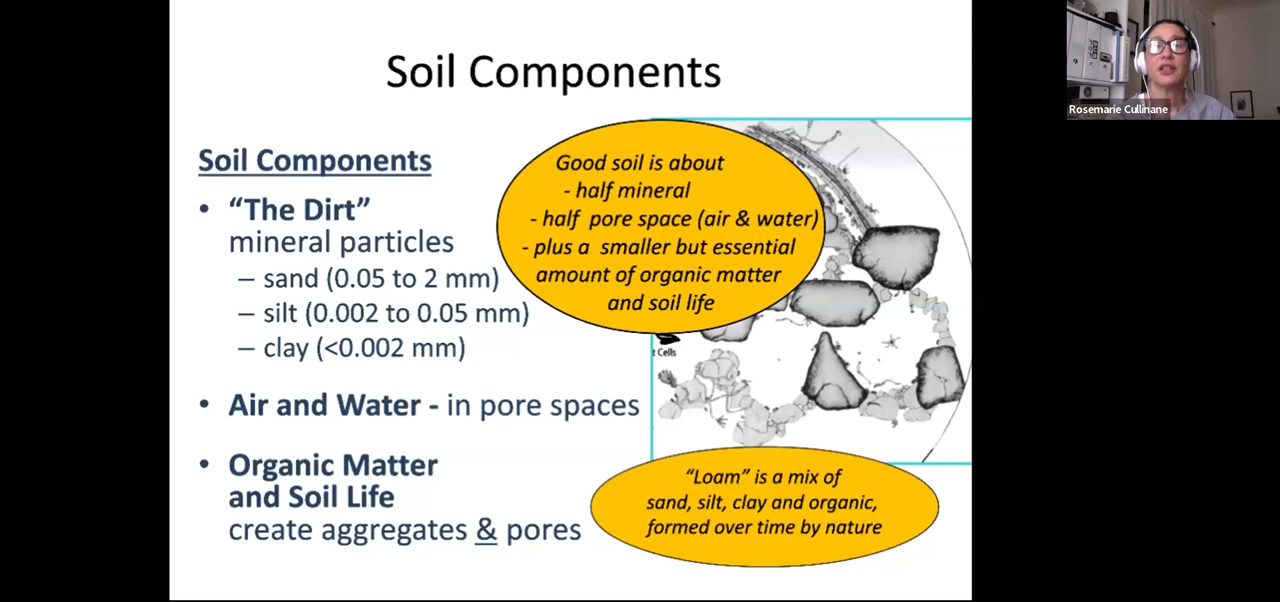 Soil Components
Soil Components
• “The Dirt”
mineral particles
– sand (0.05 to 2 mm)
– silt (0.002 to 0.05 mm)
– clay (<0.002 mm)
• Air and Water - in pore spaces
• Organic Matter
and Soil Life
create aggregates & pores
Good soil is about
- half mineral
- half pore space (air & water)
- plus a smaller but essential
amount of organic matter
and soil life
t Cells
“Loam” is a mix of
sand, silt, clay and organic,
formed over time by nature
Rosemarie Cullinane